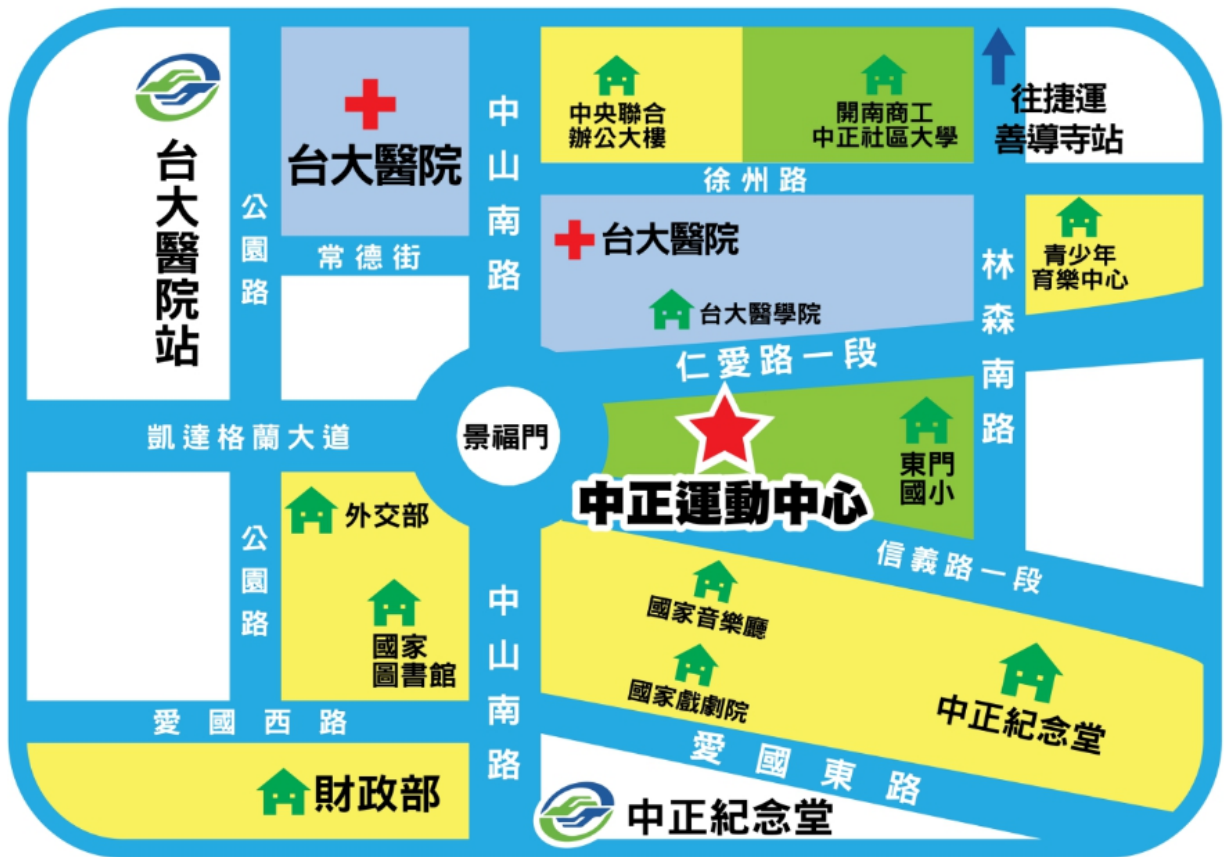 台大醫院站
公園路
台大醫院
常德街
中山南路
中央聯合
辦公大樓
開南商工
中正社區大學
往捷運
善導寺站
徐州路
台大醫院
台大醫學院
林森南路
青少年
育樂中心
仁愛路一段
凱達格蘭大道
景福門
中正運動中心
東門
國小
信義路一段
公園路
外交部
國家
圖書館
中山南路
國家音樂廳
國家戲劇院
中正紀念堂
愛國西路
愛國東路
財政部
中正紀念堂